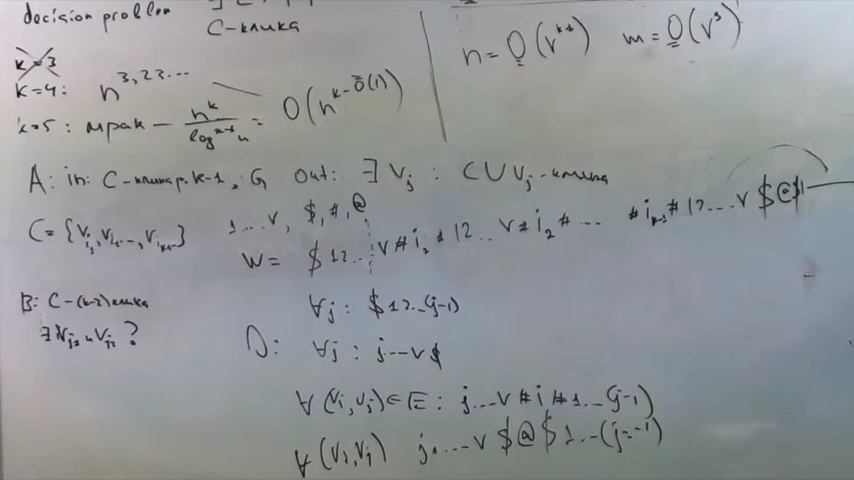 decision problem
C-клика
k=3
k=4: n^{3,23...}
k=5: мрак — n^k / log^{k-1} n = O(n^{k-ō(1)})
n = O(V^{k+1}) m = O(V^3)
A: in: C-клика р. k-1, G out: ∃ V_j : C∪V_j-клика
C = {V_{i_1}, V_{i_2}..., V_{i_{k-1}}} 1...V, $, #, @
W = $12...V # i_1 # 12..V # i_2 # ... # i_{k-1} # 12...V $@$
B: C-(k-2)клика
∃ V_{j_1} и V_{j_2} ?
∀j : $12...(j-1)
D: ∀j : j...V$
∀(V_i, V_j) ∈ E : j...V # i # 1...(j-1)
∀(V_i, V_j) j...V $@$1...(j-1)